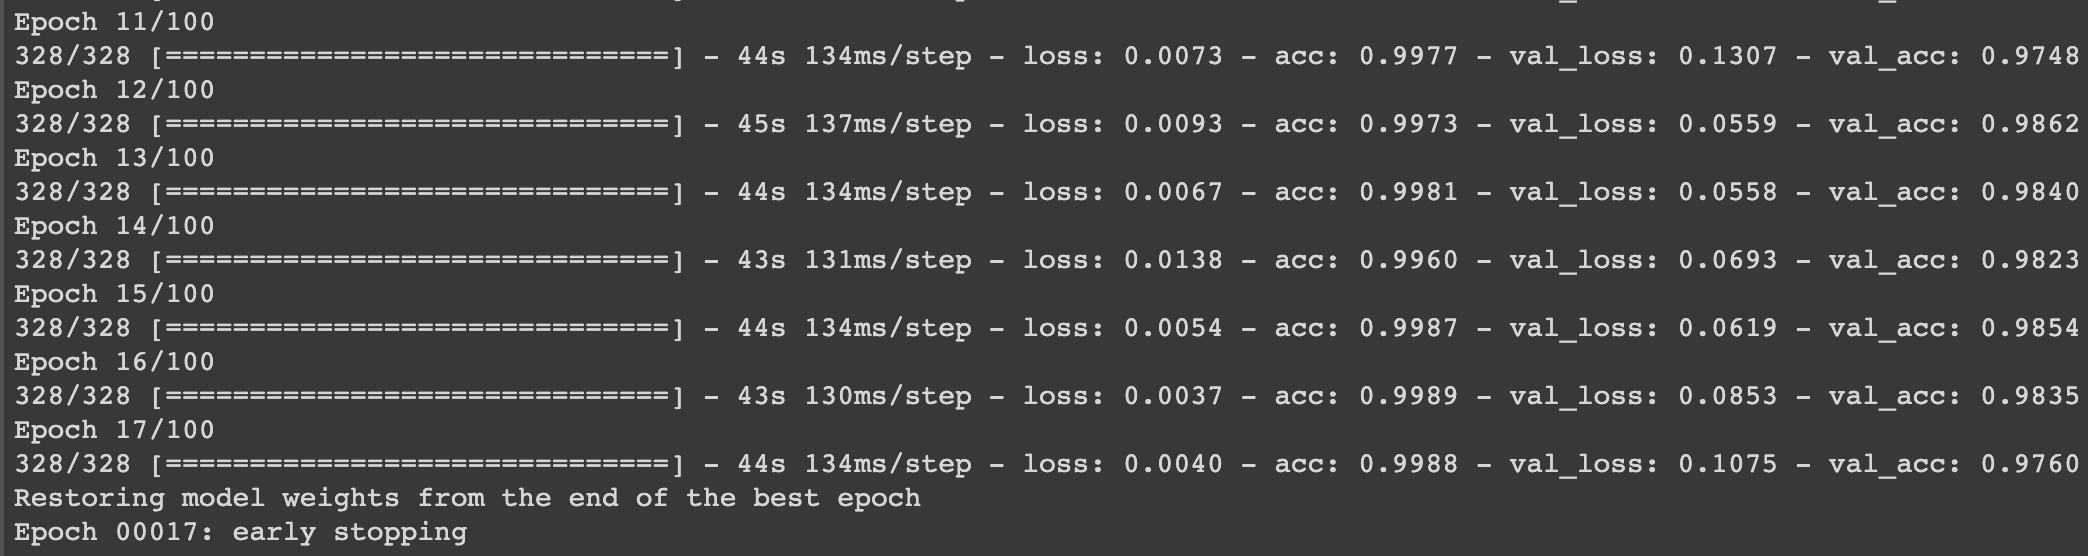 Epoch 11/100
328/328 [==============================] - 44s 134ms/step - loss: 0.0073 - acc: 0.9977 - val_loss: 0.1307 - val_acc: 0.9748
Epoch 12/100
328/328 [==============================] - 45s 137ms/step - loss: 0.0093 - acc: 0.9973 - val_loss: 0.0559 - val_acc: 0.9862
Epoch 13/100
328/328 [==============================] - 44s 134ms/step - loss: 0.0067 - acc: 0.9981 - val_loss: 0.0558 - val_acc: 0.9840
Epoch 14/100
328/328 [==============================] - 43s 131ms/step - loss: 0.0138 - acc: 0.9960 - val_loss: 0.0693 - val_acc: 0.9823
Epoch 15/100
328/328 [==============================] - 44s 134ms/step - loss: 0.0054 - acc: 0.9987 - val_loss: 0.0619 - val_acc: 0.9854
Epoch 16/100
328/328 [==============================] - 43s 130ms/step - loss: 0.0037 - acc: 0.9989 - val_loss: 0.0853 - val_acc: 0.9835
Epoch 17/100
328/328 [==============================] - 44s 134ms/step - loss: 0.0040 - acc: 0.9988 - val_loss: 0.1075 - val_acc: 0.9760
Restoring model weights from the end of the best epoch
Epoch 00017: early stopping